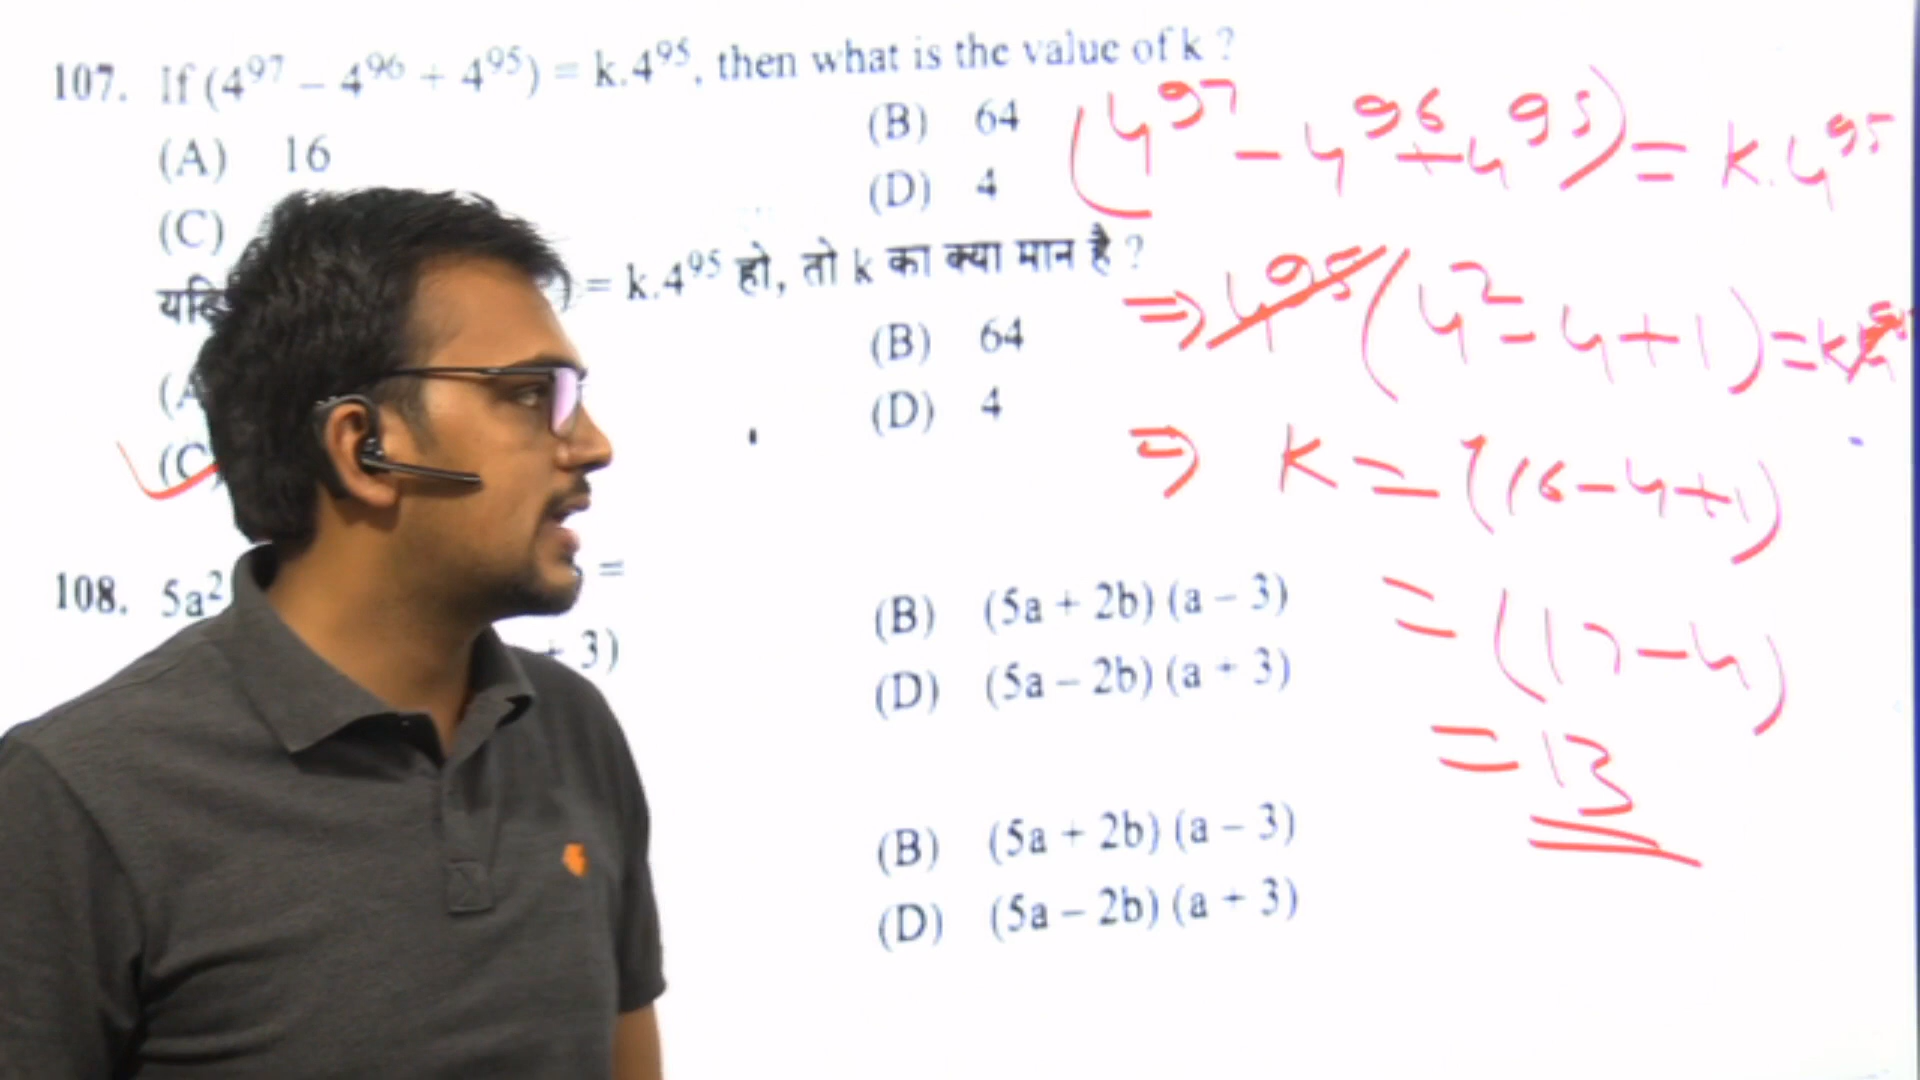 107. If (4⁹⁷ – 4⁹⁶ + 4⁹⁵) = k.4⁹⁵, then what is the value of k ?
(A) 16 (B) 64
(C) (D) 4
= k.4⁹⁵ हो, तो k का क्या मान है ?
(B) 64
(D) 4
(C
108. 5a² =
+ 3) (B) (5a + 2b) (a – 3)
(D) (5a – 2b) (a + 3)
(B) (5a + 2b) (a – 3)
(D) (5a – 2b) (a + 3)
(4⁹⁷ – 4⁹⁶ + 4⁹⁵) = k.4⁹⁵
⇒ 4⁹⁵ (4² – 4 + 1) = k
⇒ K = (16 – 4 + 1)
= (17 – 4)
= 13